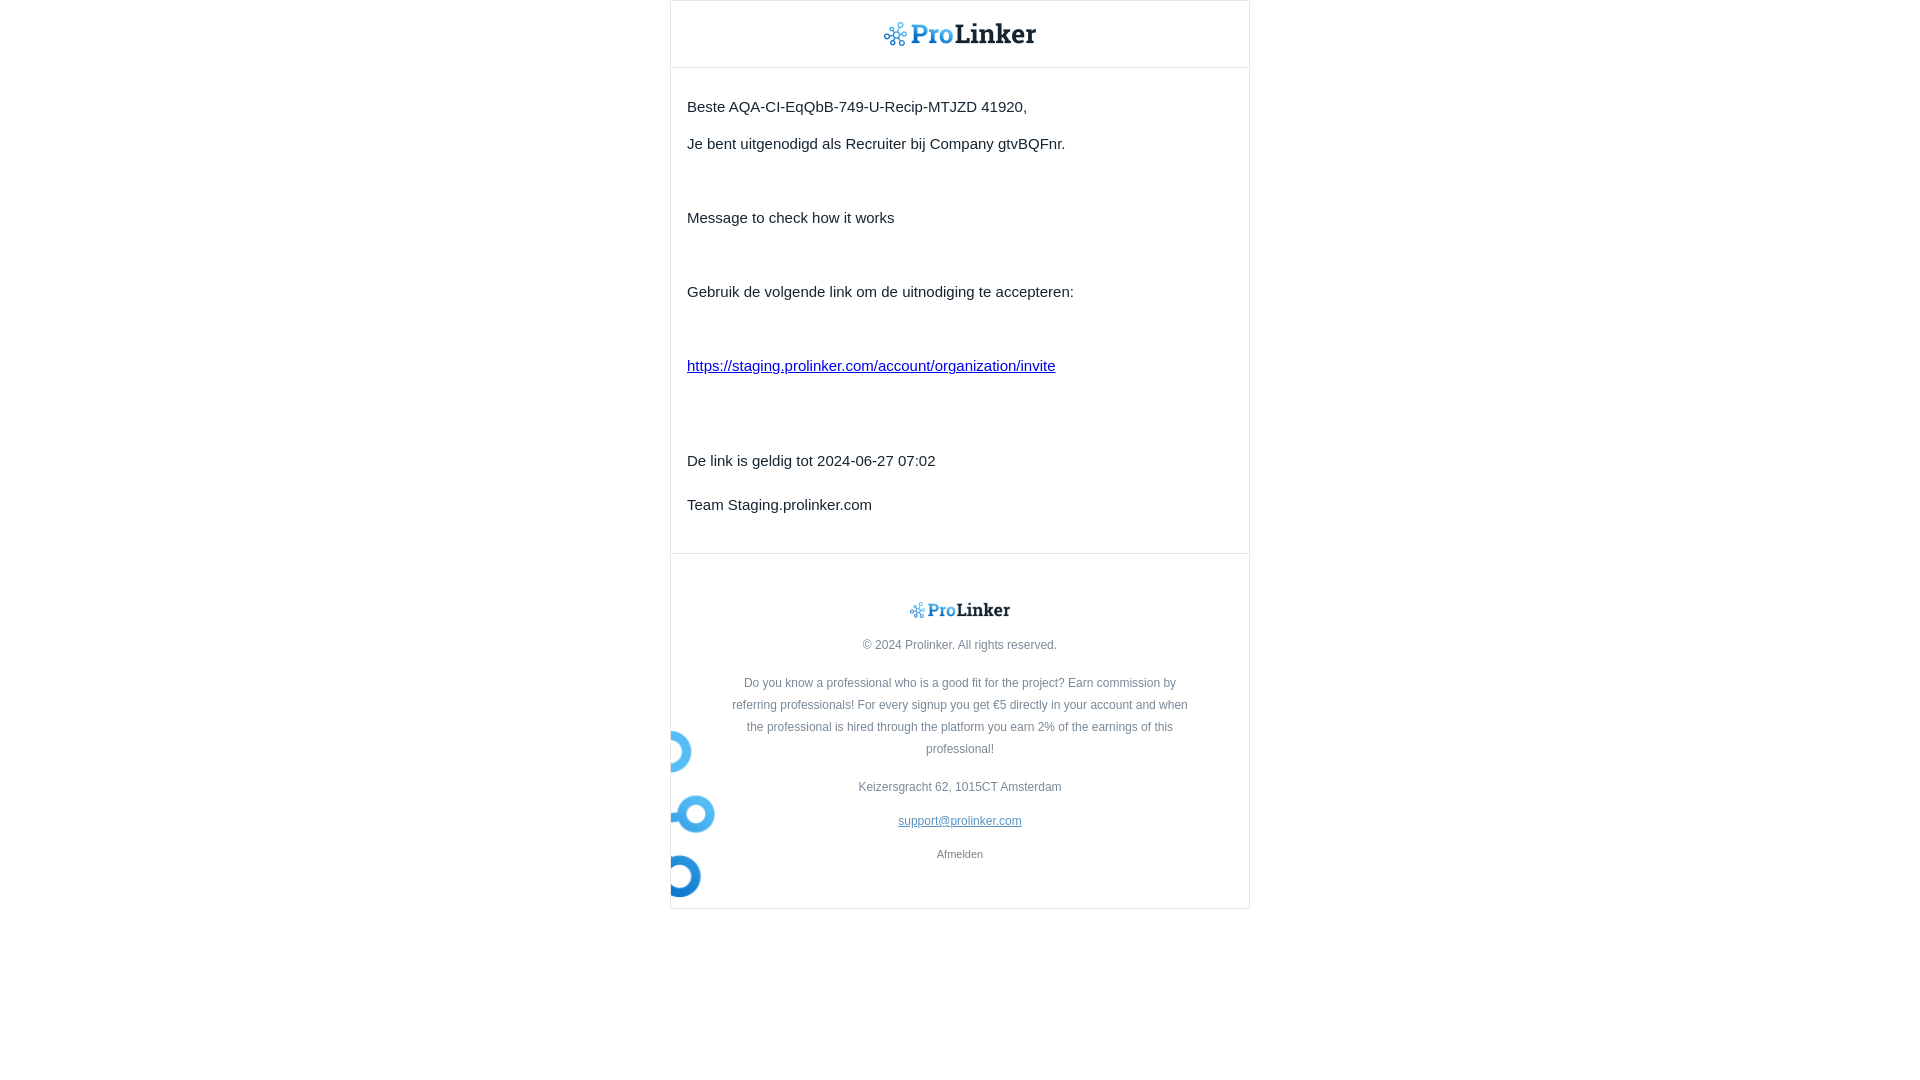 ProLinker
Beste AQA-CI-EqQbB-749-U-Recip-MTJZD 41920,
Je bent uitgenodigd als Recruiter bij Company gtvBQFnr.
Message to check how it works
Gebruik de volgende link om de uitnodiging te accepteren:
https://staging.prolinker.com/account/organization/invite
De link is geldig tot 2024-06-27 07:02
Team Staging.prolinker.com
ProLinker
© 2024 Prolinker. All rights reserved.
Do you know a professional who is a good fit for the project? Earn commission by
referring professionals! For every signup you get €5 directly in your account and when
the professional is hired through the platform you earn 2% of the earnings of this
professional!
Keizersgracht 62, 1015CT Amsterdam
support@prolinker.com
Afmelden